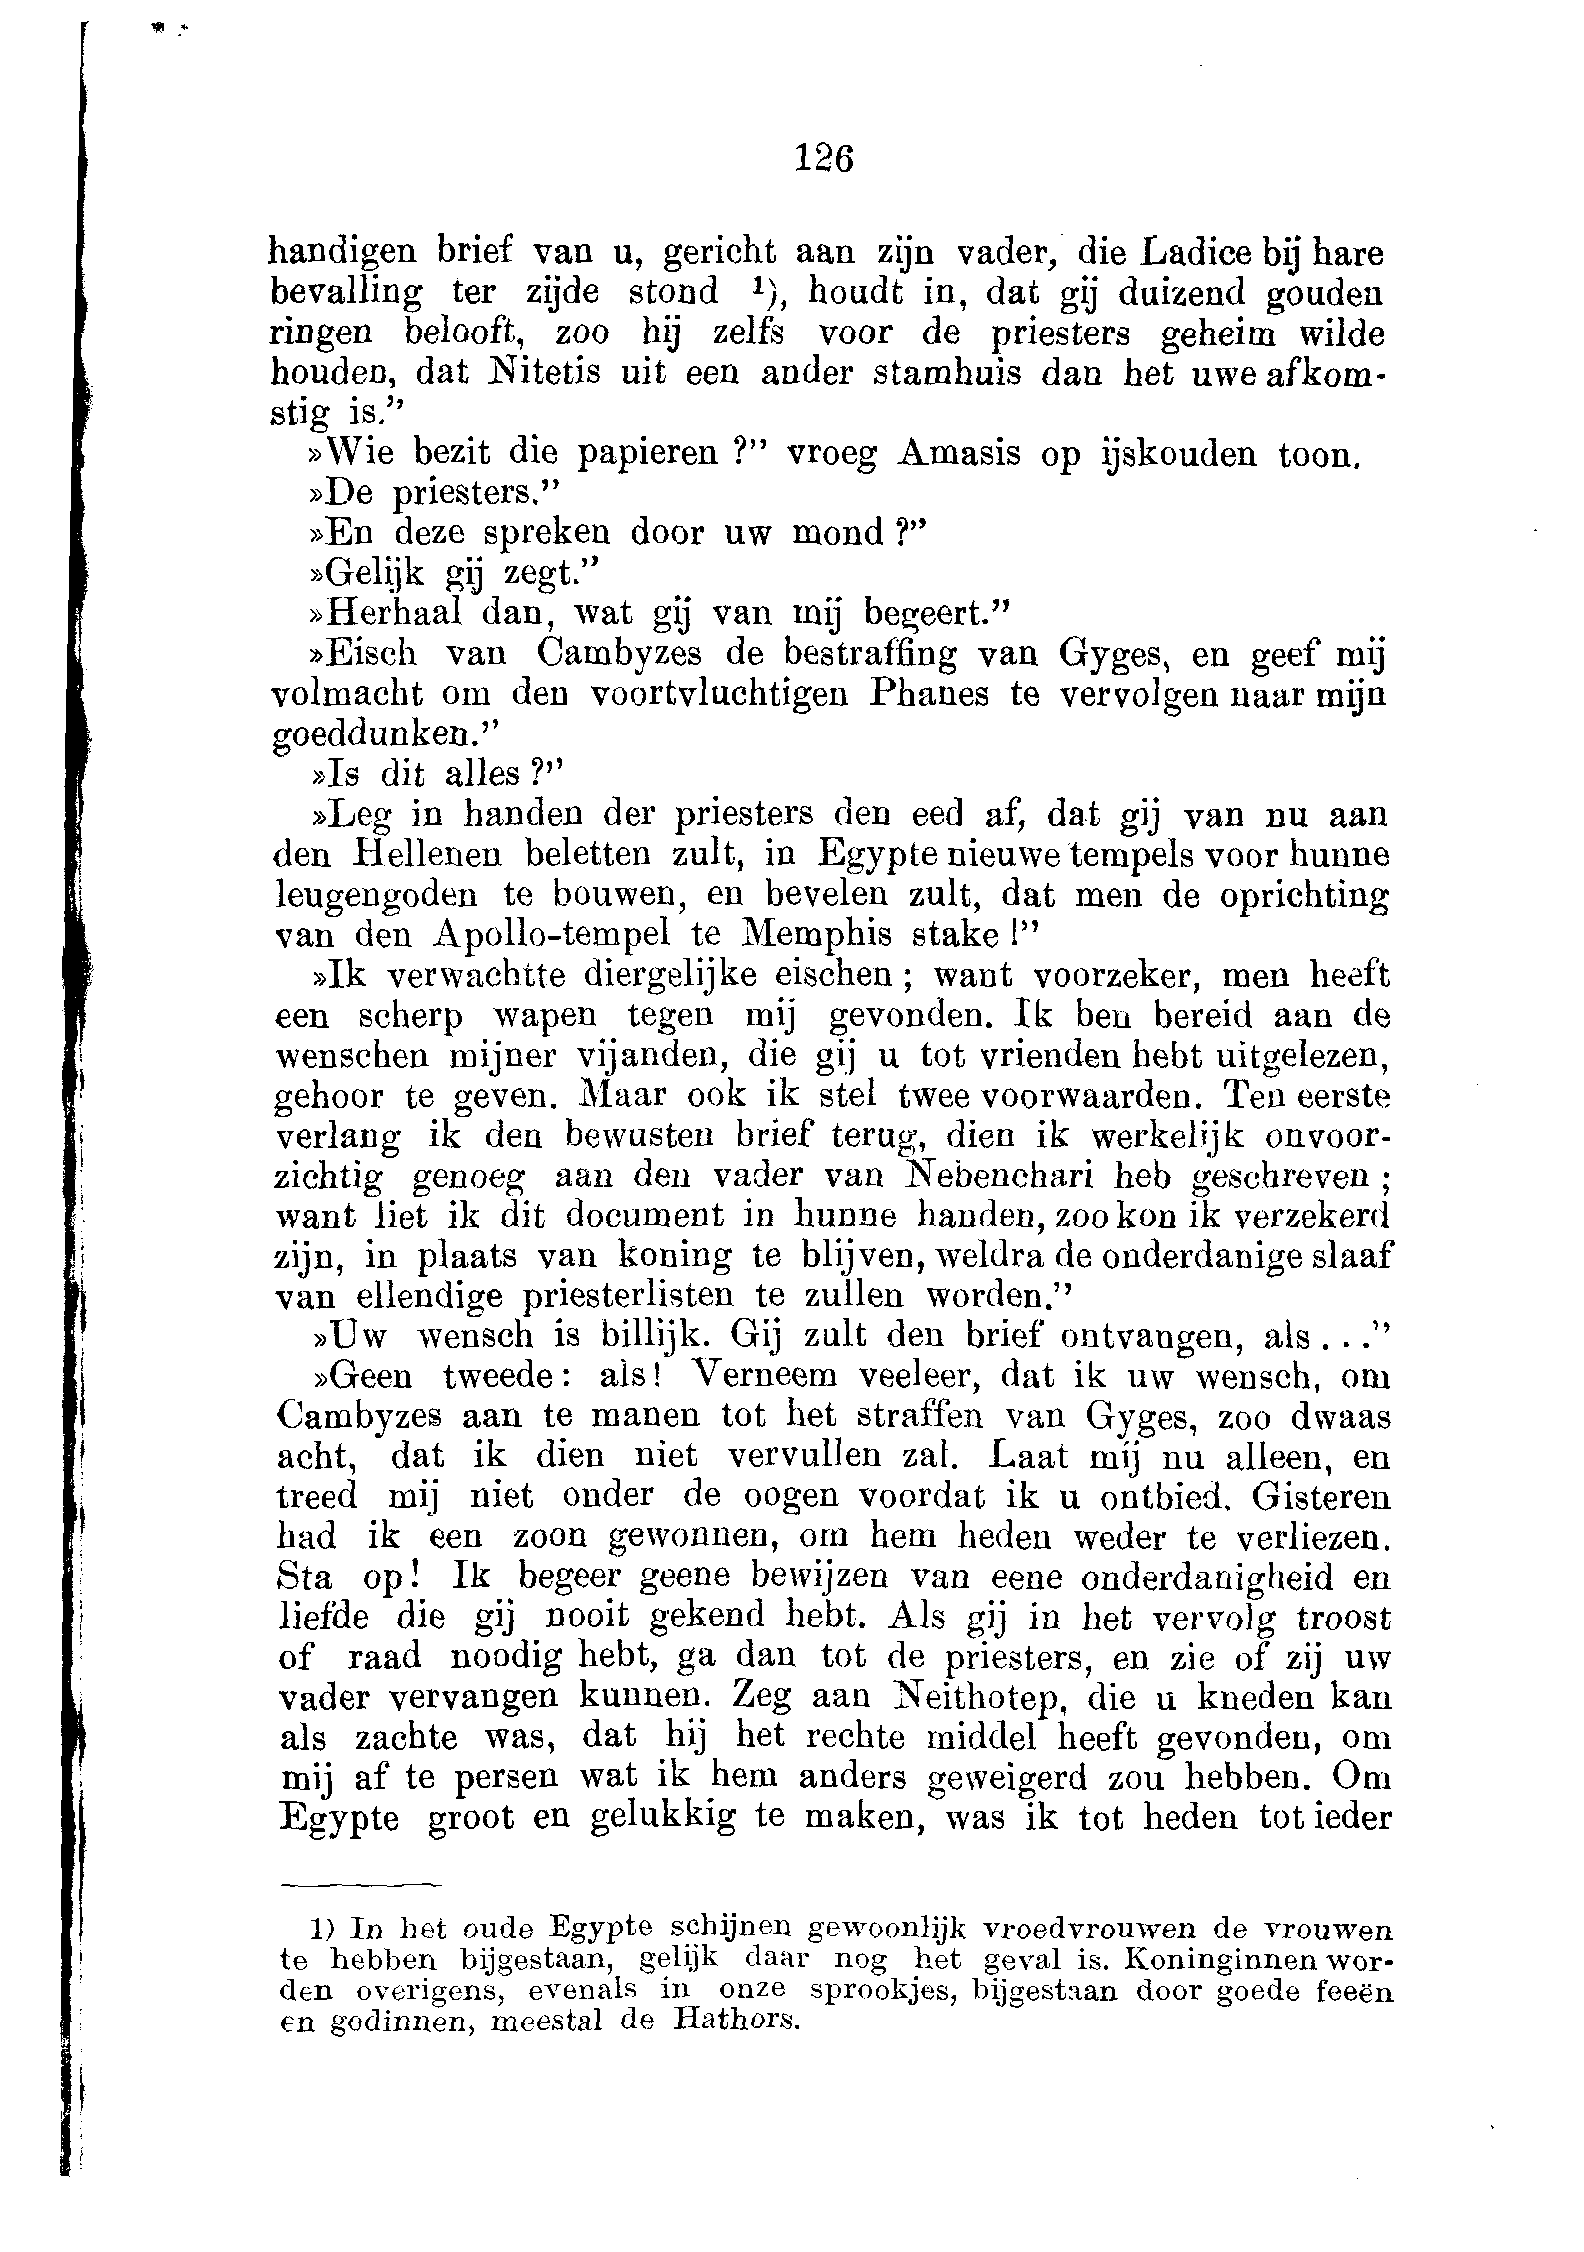 126
handigen brief van u, gericht aan zijn vader, die Ladice bij hare
bevalling ter zijde stond ¹), houdt in, dat gij duizend gouden
ringen belooft, zoo hij zelfs voor de priesters geheim wilde
houden, dat Nitetis uit een ander stamhuis dan het uwe afkom-
stig is.”
»Wie bezit die papieren ?” vroeg Amasis op ijskouden toon.
»De priesters.”
»En deze spreken door uw mond ?”
»Gelijk gij zegt.”
»Herhaal dan, wat gij van mij begeert.”
»Eisch van Cambyzes de bestraffing van Gyges, en geef mij
volmacht om den voortvluchtigen Phanes te vervolgen naar mijn
goeddunken.”
»Is dit alles ?”
»Leg in handen der priesters den eed af, dat gij van nu aan
den Hellenen beletten zult, in Egypte nieuwe tempels voor hunne
leugengoden te bouwen, en bevelen zult, dat men de oprichting
van den Apollo-tempel te Memphis stake !”
»Ik verwachtte diergelijke eischen ; want voorzeker, men heeft
een scherp wapen tegen mij gevonden. Ik ben bereid aan de
wenschen mijner vijanden, die gij u tot vrienden hebt uitgelezen,
gehoor te geven. Maar ook ik stel twee voorwaarden. Ten eerste
verlang ik den bewusten brief terug, dien ik werkelijk onvoor-
zichtig genoeg aan den vader van Nebenchari heb geschreven ;
want liet ik dit document in hunne handen, zoo kon ik verzekerd
zijn, in plaats van koning te blijven, weldra de onderdanige slaaf
van ellendige priesterlisten te zullen worden.”
»Uw wensch is billijk. Gij zult den brief ontvangen, als . . .”
»Geen tweede: als! Verneem veeleer, dat ik uw wensch, om
Cambyzes aan te manen tot het straffen van Gyges, zoo dwaas
acht, dat ik dien niet vervullen zal. Laat mij nu alleen, en
treed mij niet onder de oogen voordat ik u ontbied. Gisteren
had ik een zoon gewonnen, om hem heden weder te verliezen.
Sta op! Ik begeer geene bewijzen van eene onderdanigheid en
liefde die gij nooit gekend hebt. Als gij in het vervolg troost
of raad noodig hebt, ga dan tot de priesters, en zie of zij uw
vader vervangen kunnen. Zeg aan Neithotep, die u kneden kan
als zachte was, dat hij het rechte middel heeft gevonden, om
mij af te persen wat ik hem anders geweigerd zou hebben. Om
Egypte groot en gelukkig te maken, was ik tot heden tot ieder
1) In het oude Egypte schijnen gewoonlijk vroedvrouwen de vrouwen
te hebben bijgestaan, gelijk daar nog het geval is. Koninginnen wor-
den overigens, evenals in onze sprookjes, bijgestaan door goede feeën
en godinnen, meestal de Hathors.